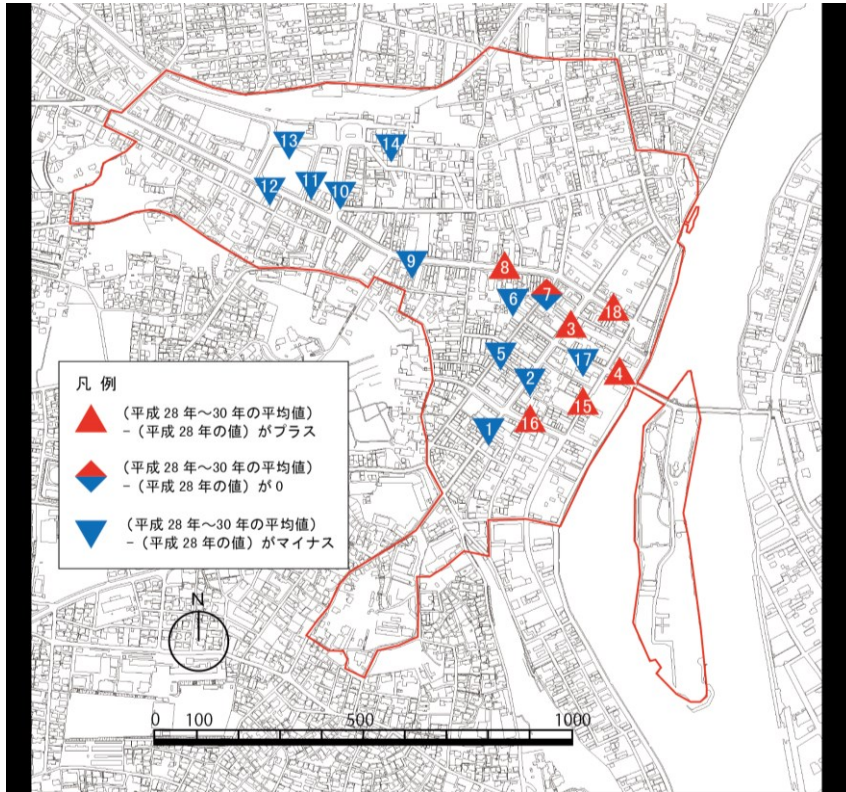 13
14
11
12
10
9
8
7
6
18
3
5
17
2
4
15
16
1
凡 例
（平成 28 年～30 年の平均値）
－（平成 28 年の値）がプラス
（平成 28 年～30 年の平均値）
－（平成 28 年の値）が 0
（平成 28 年～30 年の平均値）
－（平成 28 年の値）がマイナス
N
0 100 500 1000